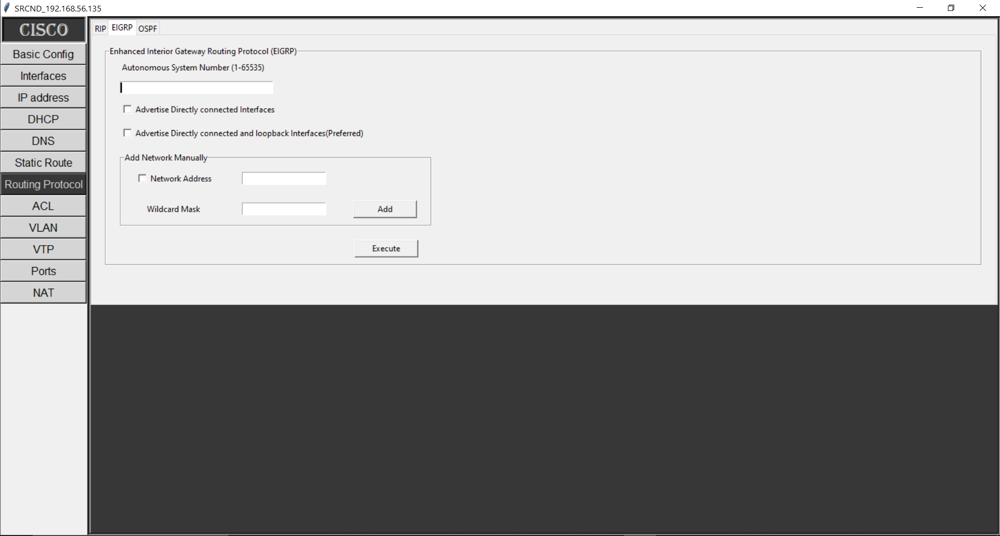 SRCND_192.168.56.135
CISCO
Basic Config
Interfaces
IP address
DHCP
DNS
Static Route
Routing Protocol
ACL
VLAN
VTP
Ports
NAT
RIP EIGRP OSPF
Enhanced Interior Gateway Routing Protocol (EIGRP)
Autonomous System Number (1-65535)
Advertise Directly connected Interfaces
Advertise Directly connected and loopback Interfaces(Preferred)
Add Network Manually
Network Address
Wildcard Mask Add
Execute